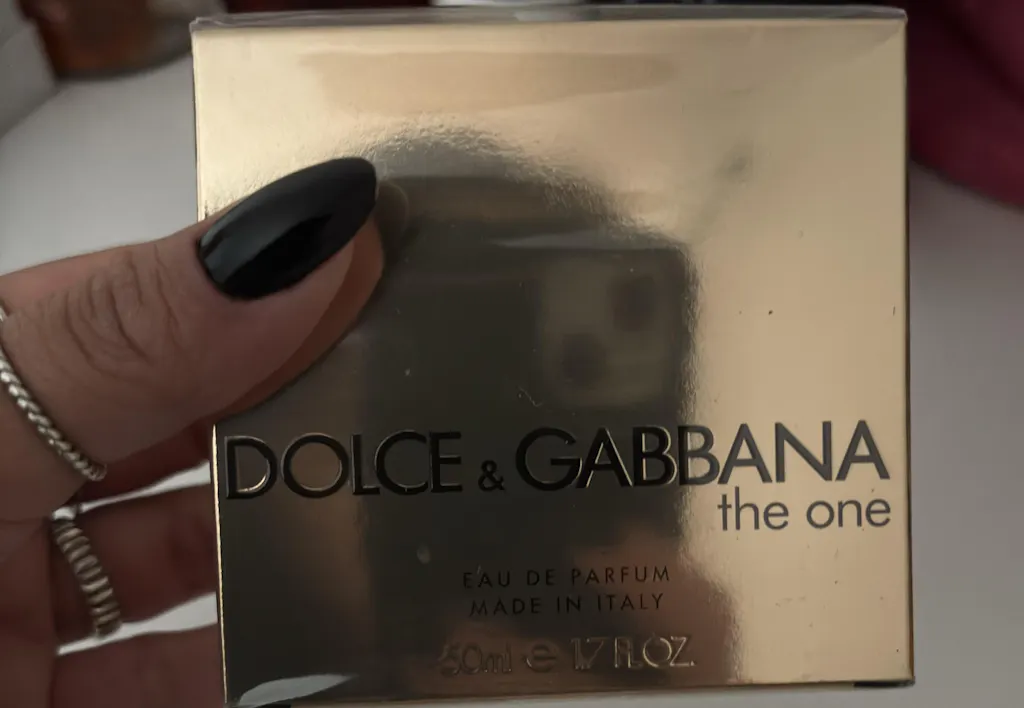 DOLCE & GABBANA
the one
EAU DE PARFUM
MADE IN ITALY
50ml e 1.7 FL.OZ.